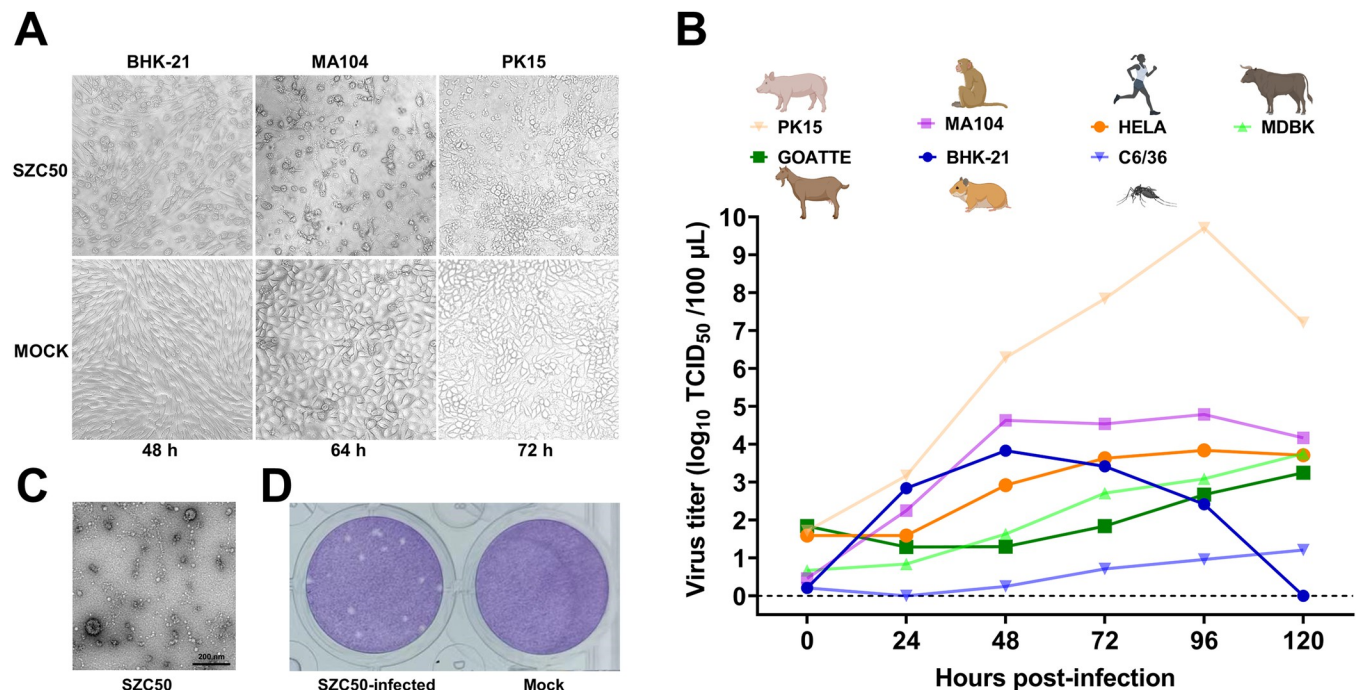 A
BHK-21 MA104 PK15
SZC50
MOCK
48 h 64 h 72 h
B
PK15 MA104 HELA MDBK
GOATTE BHK-21 C6/36
Virus titer (log10 TCID50 /100 µL)
10
9
8
7
6
5
4
3
2
1
0
0 24 48 72 96 120
Hours post-infection
C
200 nm
SZC50
D
SZC50-infected Mock